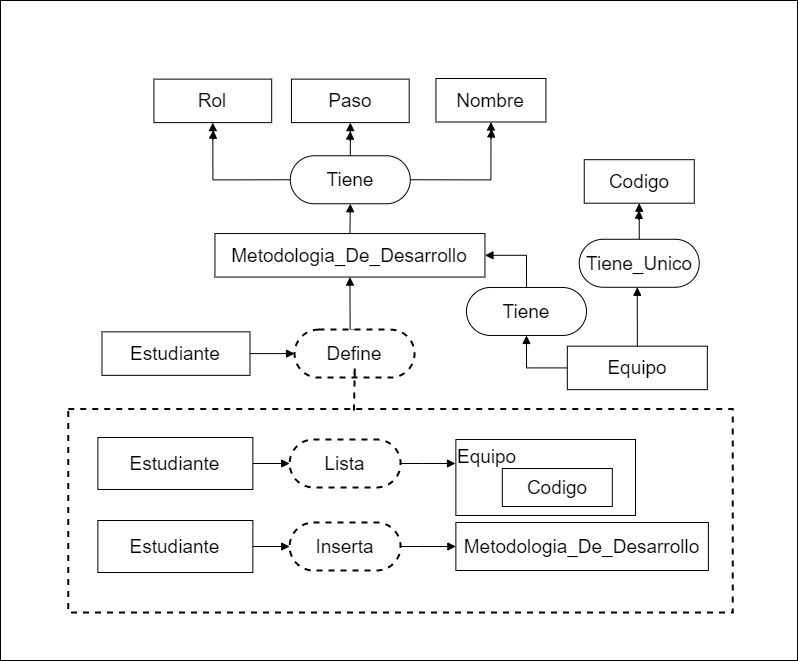 Rol
Paso
Nombre
Tiene
Codigo
Metodologia_De_Desarrollo
Tiene_Unico
Tiene
Estudiante
Define
Equipo
Estudiante
Lista
Equipo
Codigo
Estudiante
Inserta
Metodologia_De_Desarrollo